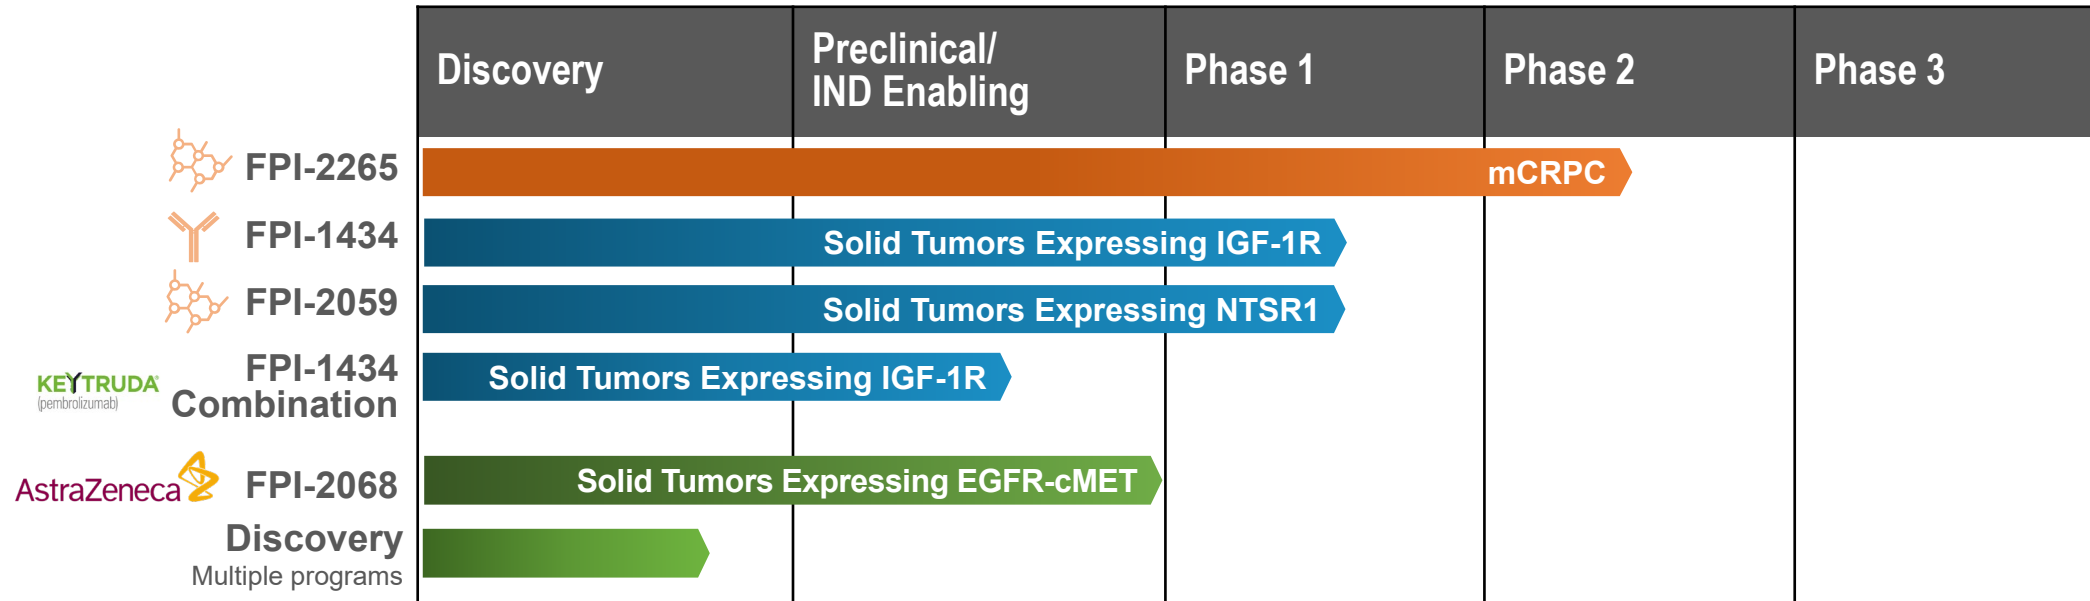 Discovery
Preclinical/
IND Enabling
Phase 1
Phase 2
Phase 3
FPI-2265
mCRPC
FPI-1434
Solid Tumors Expressing IGF-1R
FPI-2059
Solid Tumors Expressing NTSR1
KEYTRUDA®
(pembrolizumab)
FPI-1434
Combination
Solid Tumors Expressing IGF-1R
AstraZeneca
FPI-2068
Solid Tumors Expressing EGFR-cMET
Discovery
Multiple programs